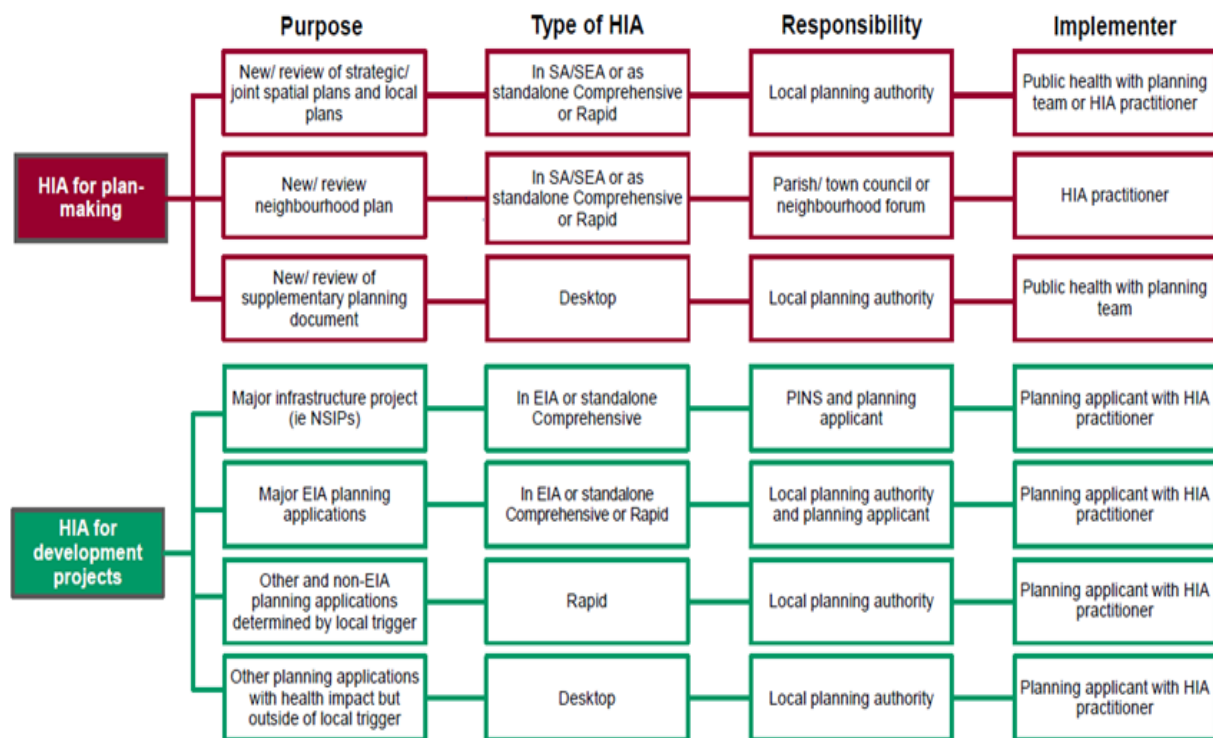 Purpose
Type of HIA
Responsibility
Implementer
HIA for plan-
making
New/ review of strategic/
joint spatial plans and local
plans
In SA/SEA or as
standalone Comprehensive
or Rapid
Local planning authority
Public health with planning
team or HIA practitioner
New/ review
neighbourhood plan
In SA/SEA or as
standalone Comprehensive
or Rapid
Parish/ town council or
neighbourhood forum
HIA practitioner
New/ review of
supplementary planning
document
Desktop
Local planning authority
Public health with planning
team
HIA for
development
projects
Major infrastructure project
(ie NSIPs)
In EIA or standalone
Comprehensive
PINS and planning
applicant
Planning applicant with HIA
practitioner
Major EIA planning
applications
In EIA or standalone
Comprehensive or Rapid
Local planning authority
and planning applicant
Planning applicant with HIA
practitioner
Other and non-EIA
planning applications
determined by local trigger
Rapid
Local planning authority
Planning applicant with HIA
practitioner
Other planning applications
with health impact but
outside of local trigger
Desktop
Local planning authority
Planning applicant with HIA
practitioner